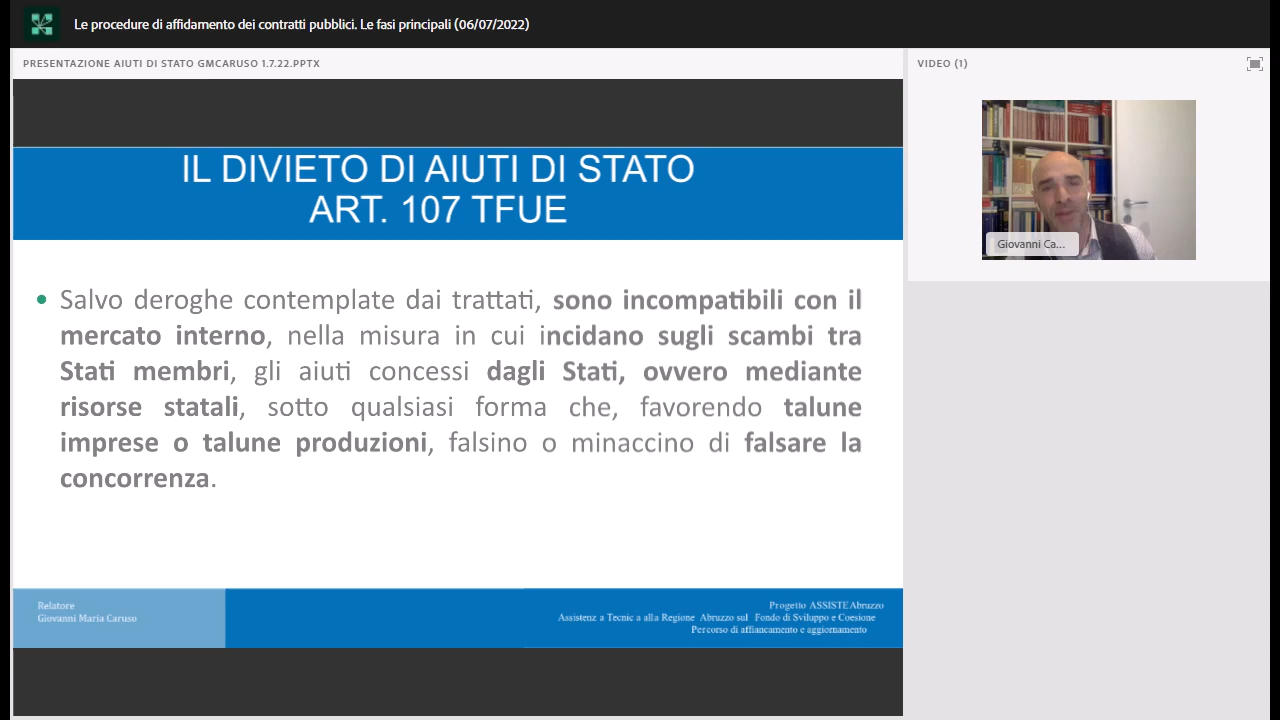 Le procedure di affidamento dei contratti pubblici. Le fasi principali (06/07/2022)
PRESENTAZIONE AIUTI DI STATO GMCARUSO 1.7.22.PPTX
VIDEO (1)
IL DIVIETO DI AIUTI DI STATO
ART. 107 TFUE
• Salvo deroghe contemplate dai trattati, sono incompatibili con il
mercato interno, nella misura in cui incidano sugli scambi tra
Stati membri, gli aiuti concessi dagli Stati, ovvero mediante
risorse statali, sotto qualsiasi forma che, favorendo talune
imprese o talune produzioni, falsino o minaccino di falsare la
concorrenza.
Giovanni Ca...
Relatore
Giovanni Maria Caruso
Progetto ASSISTE Abruzzo
Assistenz a Tecnic a alla Regione Abruzzo sul Fondo di Sviluppo e Coesione
Percorso di affiancamento e aggiornamento